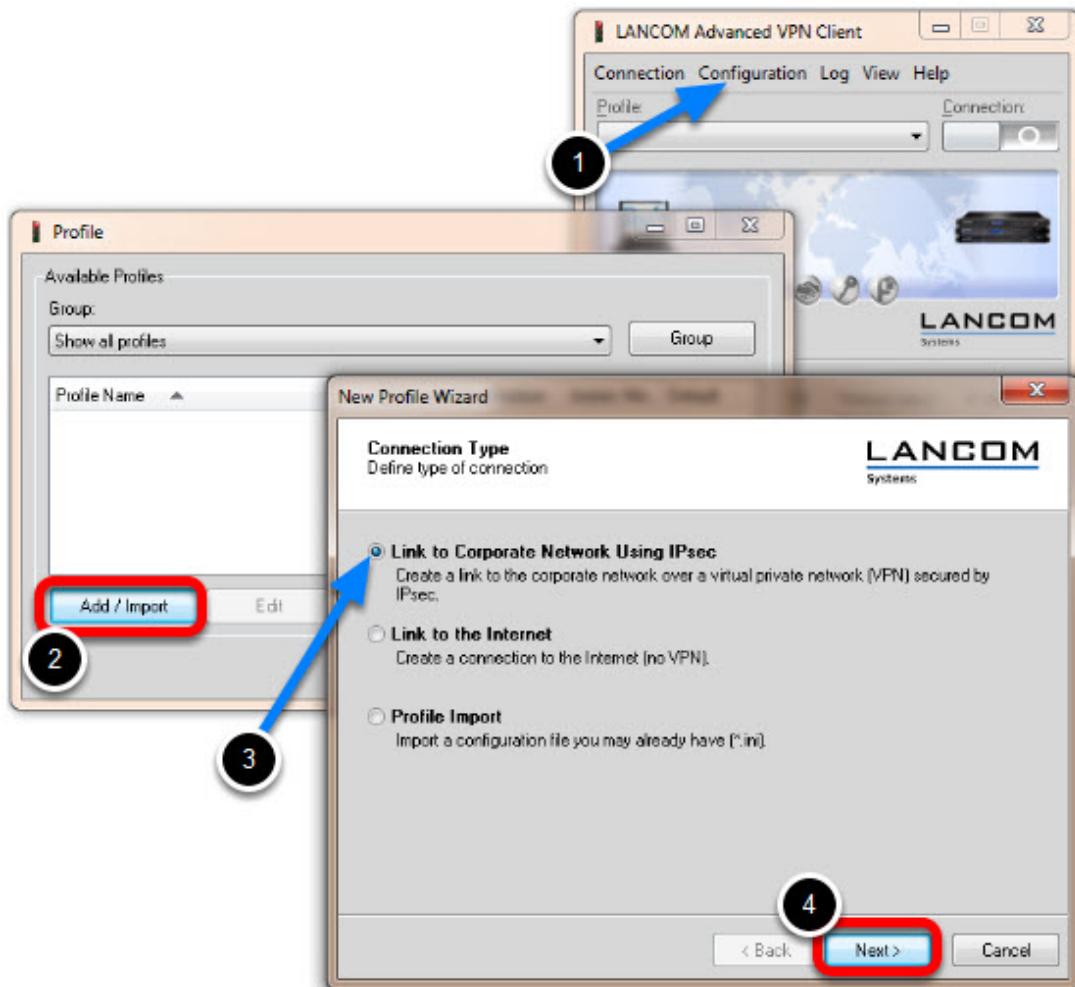 LANCOM Advanced VPN Client
Connection Configuration Log View Help
Profile: Connection:
1
LANCOM
Systems
Profile
Available Profiles
Group:
Show all profiles Group
Profile Name
Add / Import Edit
2
New Profile Wizard
Connection Type
Define type of connection
LANCOM
Systems
Link to Corporate Network Using IPsec
Create a link to the corporate network over a virtual private network (VPN) secured by
IPsec.
Link to the Internet
Create a connection to the Internet (no VPN).
3
Profile Import
Import a configuration file you may already have (*.ini).
4
< Back Next > Cancel